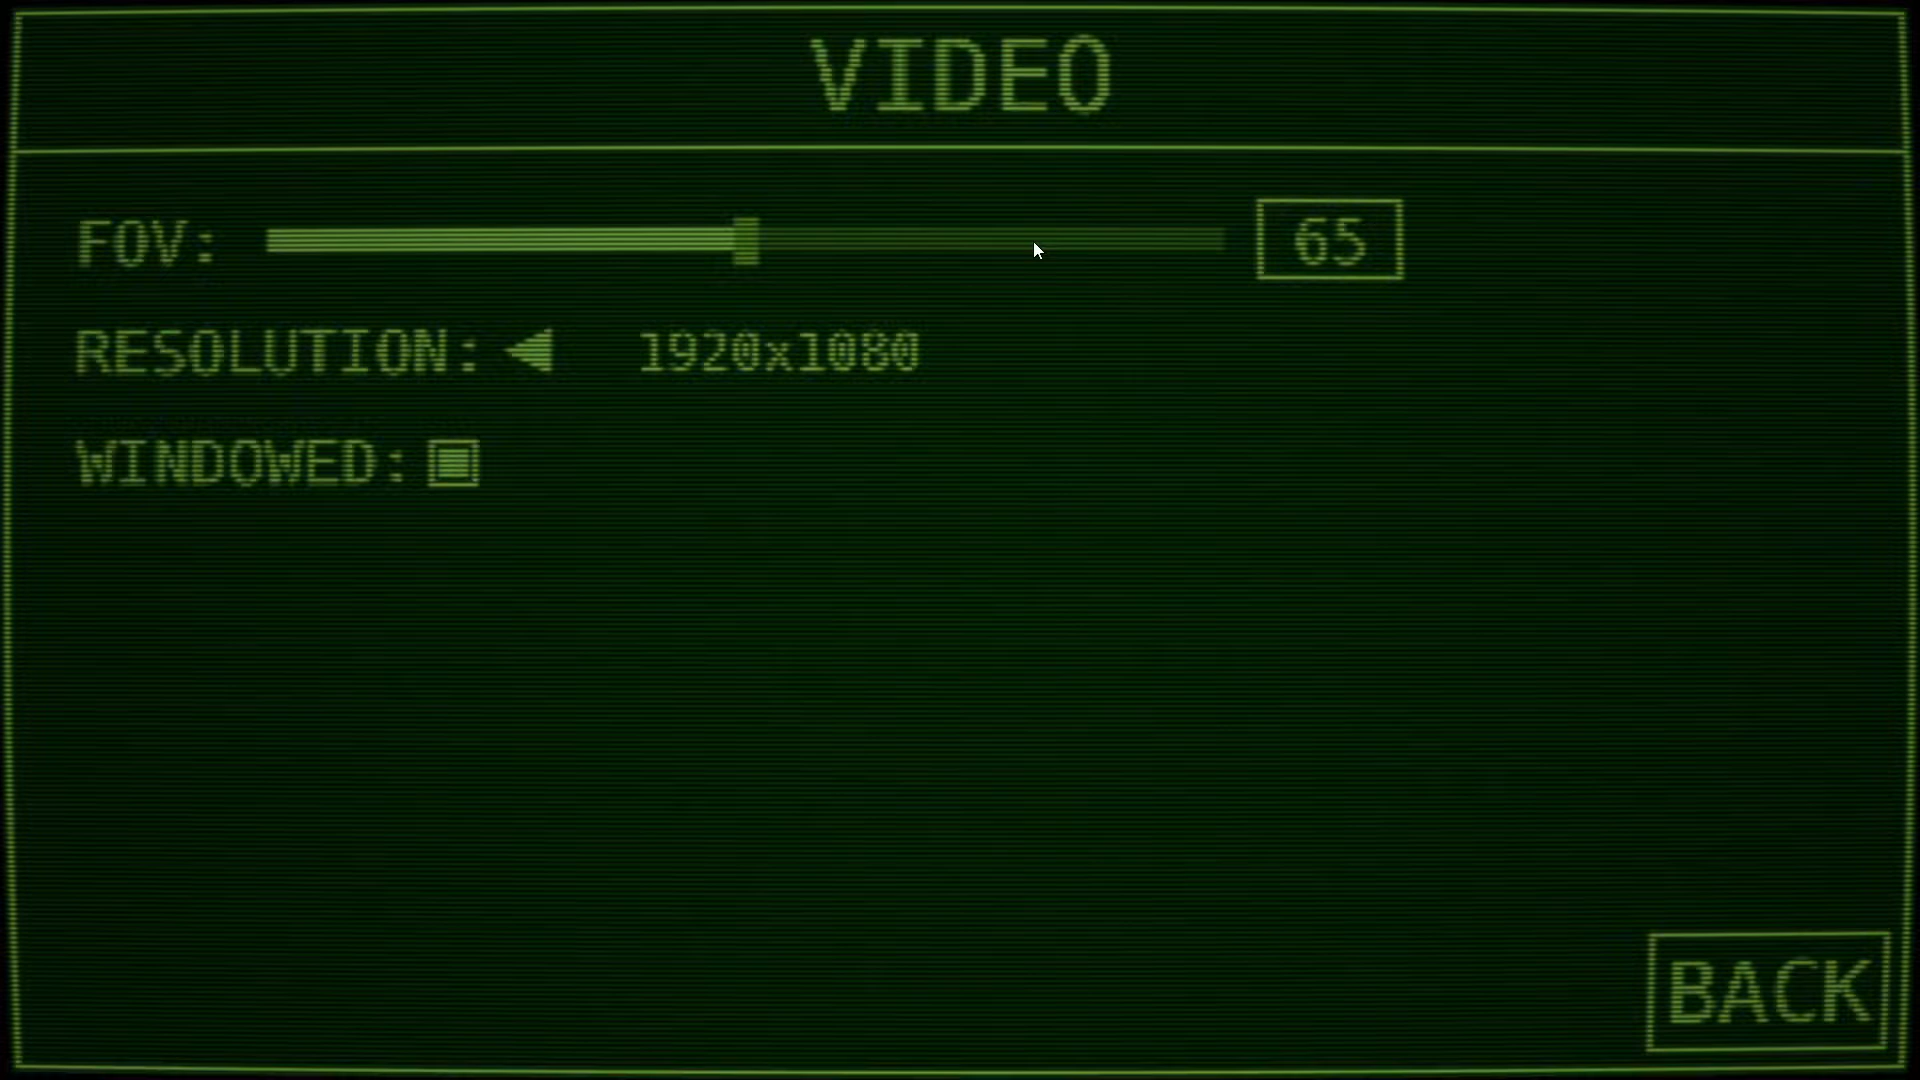 VIDEO
FOV: 65
RESOLUTION: 1920x1080
WINDOWED:
BACK